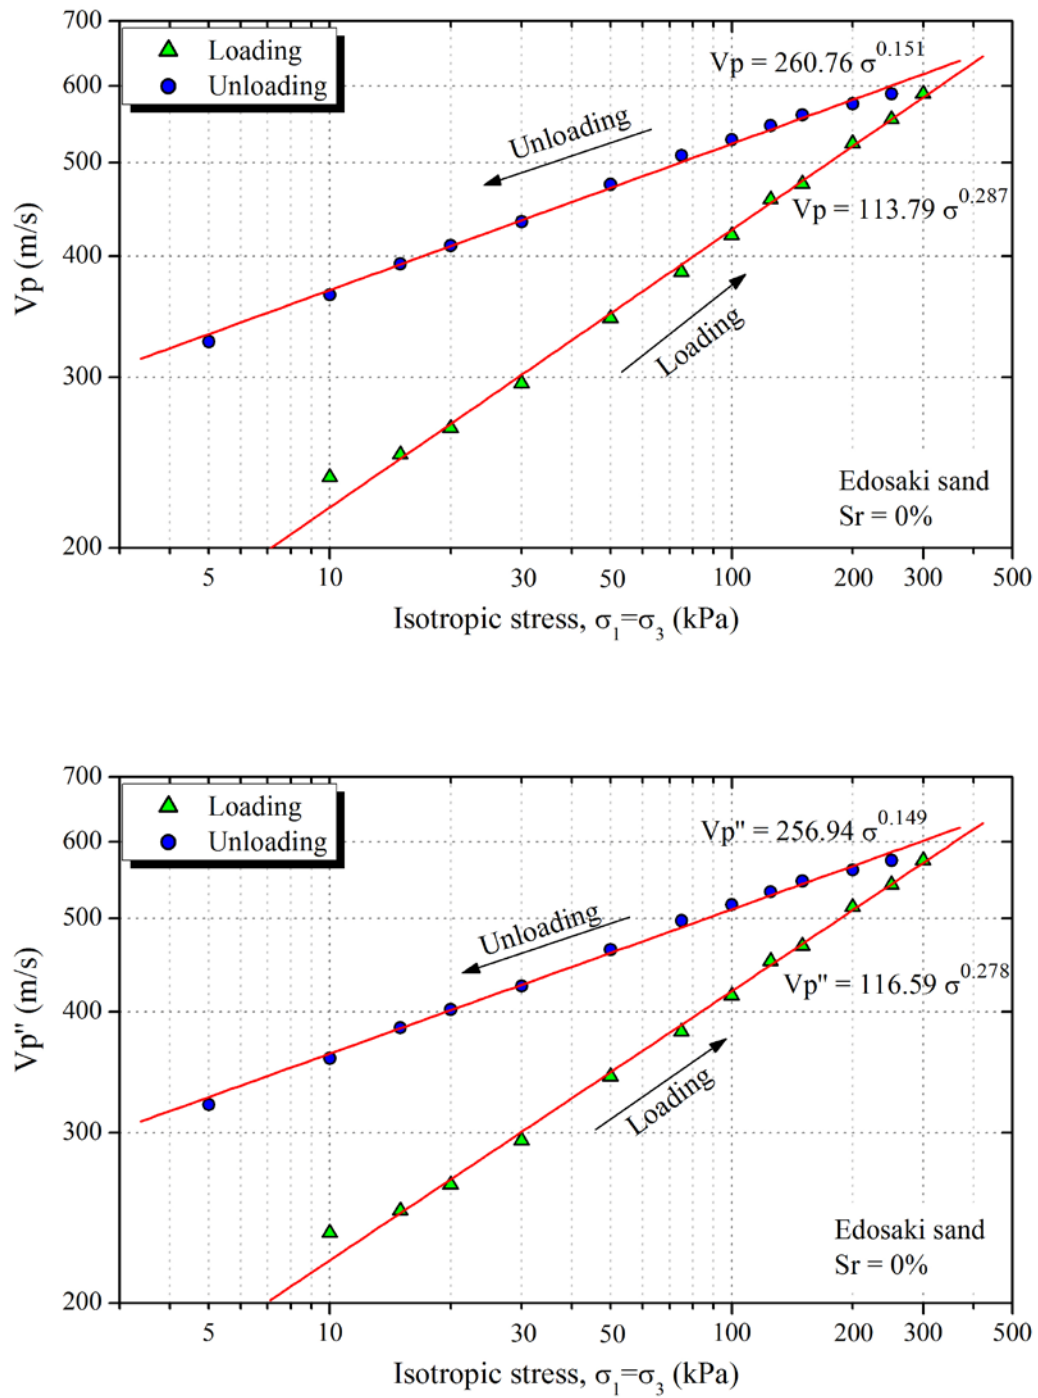 700
600
500
400
300
200
Vp (m/s)
Loading
Unloading
Vp = 260.76 σ^0.151
Unloading
Vp = 113.79 σ^0.287
Loading
Edosaki sand
Sr = 0%
5 10 30 50 100 200 300 500
Isotropic stress, σ₁=σ₃ (kPa)
700
600
500
400
300
200
Vp" (m/s)
Loading
Unloading
Vp" = 256.94 σ^0.149
Unloading
Vp" = 116.59 σ^0.278
Loading
Edosaki sand
Sr = 0%
5 10 30 50 100 200 300 500
Isotropic stress, σ₁=σ₃ (kPa)